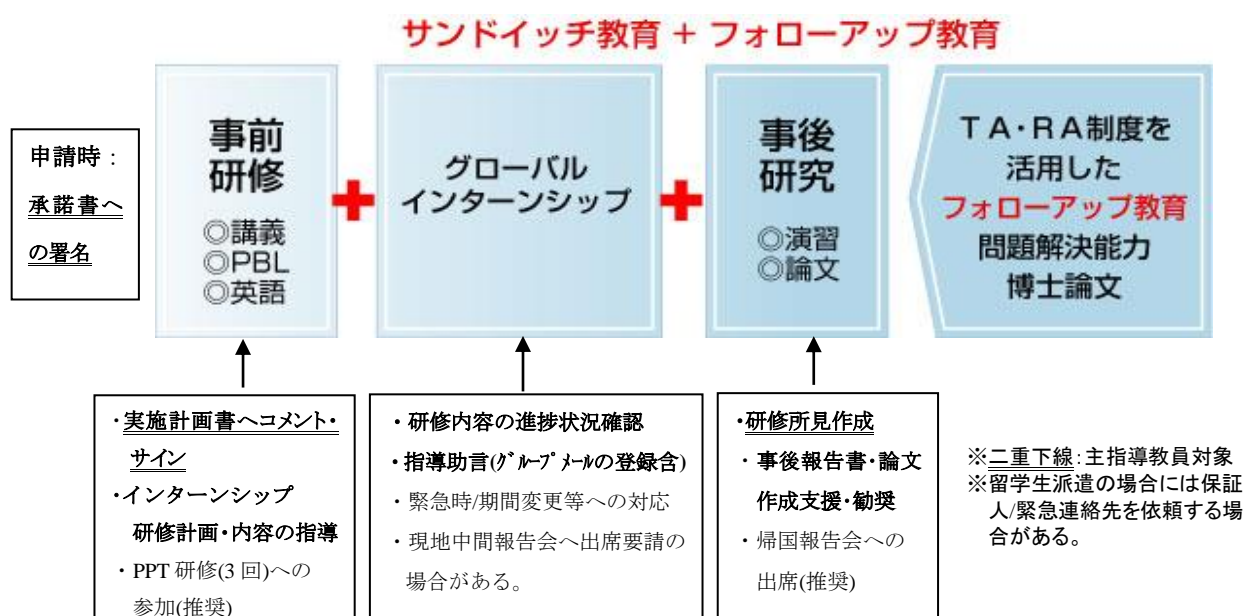 サンドイッチ教育 + フォローアップ教育
申請時：
承諾書へ
の署名
事前
研修
◎講義
◎PBL
◎英語
+
グローバル
インターンシップ
+
事後
研究
◎演習
◎論文
ＴＡ・ＲＡ制度を
活用した
フォローアップ教育
問題解決能力
博士論文
・実施計画書へコメント・
サイン
・インターンシップ
研修計画・内容の指導
・PPT 研修(3 回)への
参加(推奨)
・研修内容の進捗状況確認
・指導助言(ｸﾞﾙｰﾌﾟﾒｰﾙの登録含)
・緊急時/期間変更等への対応
・現地中間報告会へ出席要請の
場合がある。
・研修所見作成
・事後報告書・論文
作成支援・勧奨
・帰国報告会への
出席(推奨)
※二重下線：主指導教員対象
※留学生派遣の場合には保証
人/緊急連絡先を依頼する場
合がある。